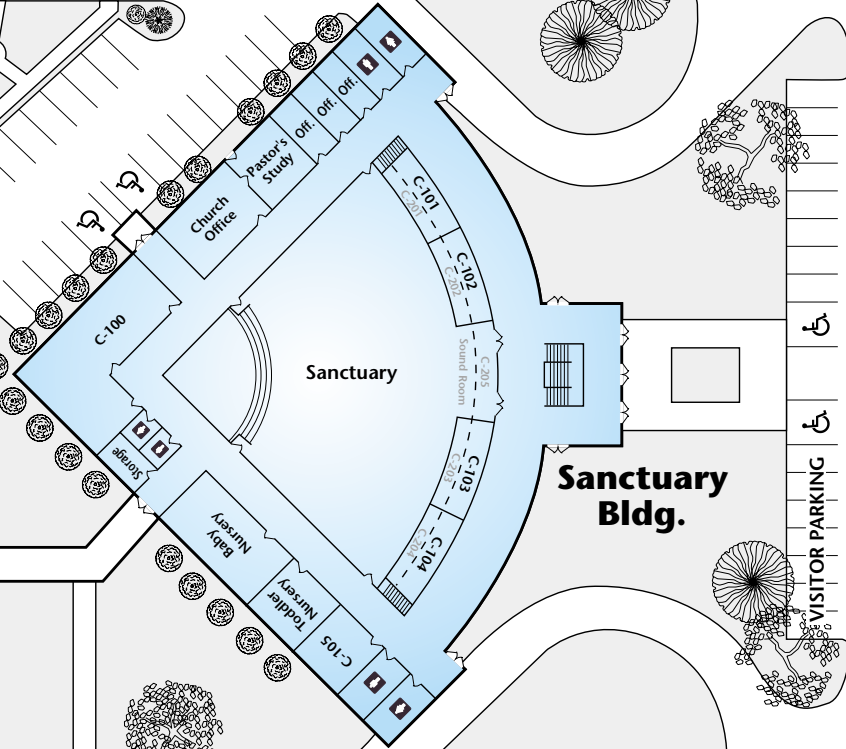 Off.
Off.
Off.
Pastor's
Study
Church
Office
C-101
C-201
C-102
C-202
C-100
Sanctuary
C-205
Sound Room
C-103
C-203
C-104
C-204
Storage
Baby
Nursery
Toddler
Nursery
C-105
Sanctuary
Bldg.
VISITOR PARKING